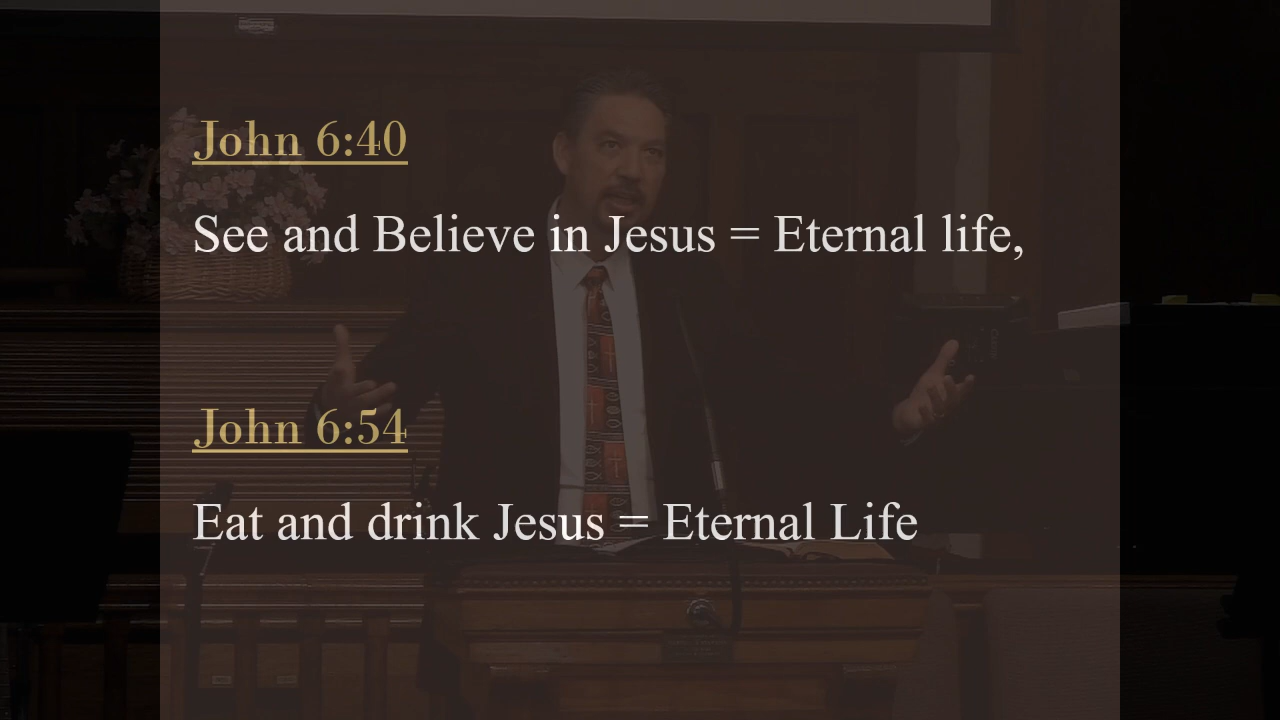 John 6:40
See and Believe in Jesus = Eternal life,
John 6:54
Eat and drink Jesus = Eternal Life